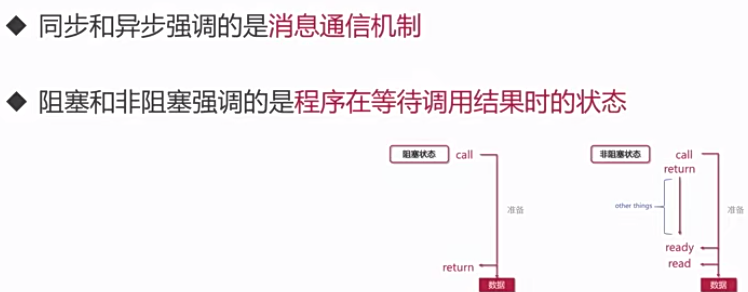 同步和异步强调的是消息通信机制
阻塞和非阻塞强调的是程序在等待调用结果时的状态
阻塞状态
call
准备
return
数据
非阻塞状态
call
return
other things
准备
ready
read
数据